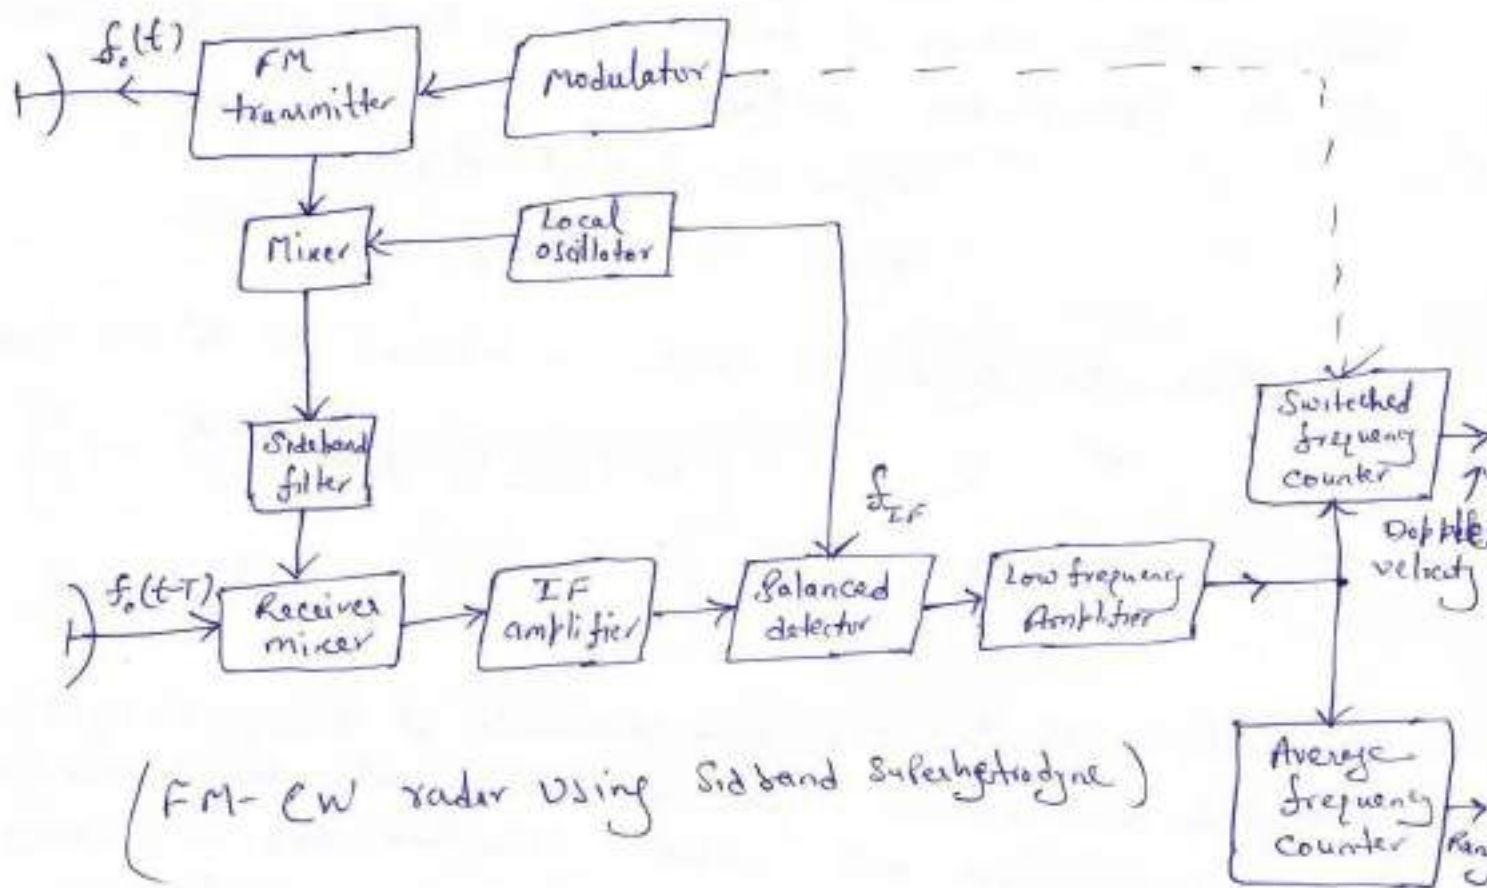 f₀(t)
FM
transmitter
Modulator
Mixer
Local
oscillator
Sideband
filter
f_IF
Switched
frequency
counter
Doppler
velocity
f₀(t-T)
Receiver
mixer
IF
amplifier
Balanced
detector
Low frequency
Amplifier
Average
frequency
counter
(FM-CW radar Using Sidband Superhetrodyne)